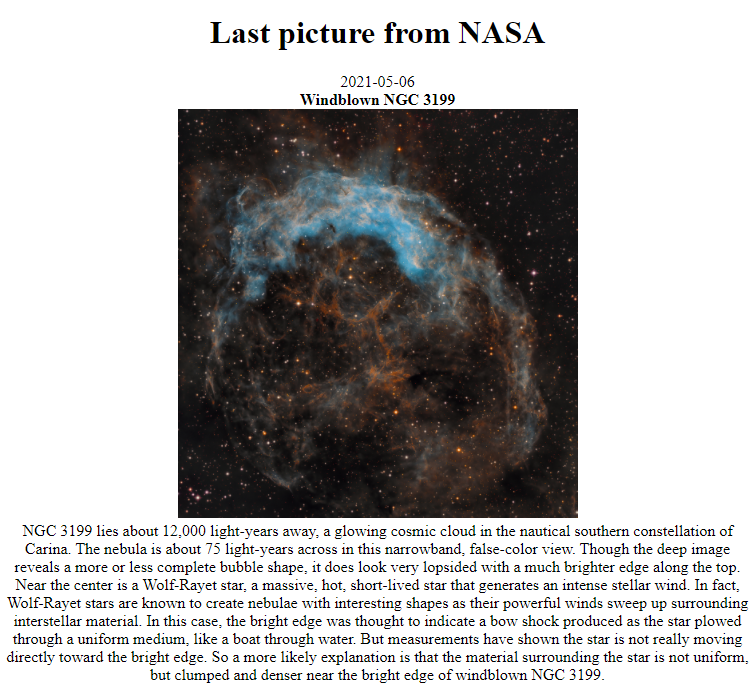 Last picture from NASA
2021-05-06
Windblown NGC 3199
NGC 3199 lies about 12,000 light-years away, a glowing cosmic cloud in the nautical southern constellation of
Carina. The nebula is about 75 light-years across in this narrowband, false-color view. Though the deep image
reveals a more or less complete bubble shape, it does look very lopsided with a much brighter edge along the top.
Near the center is a Wolf-Rayet star, a massive, hot, short-lived star that generates an intense stellar wind. In fact,
Wolf-Rayet stars are known to create nebulae with interesting shapes as their powerful winds sweep up surrounding
interstellar material. In this case, the bright edge was thought to indicate a bow shock produced as the star plowed
through a uniform medium, like a boat through water. But measurements have shown the star is not really moving
directly toward the bright edge. So a more likely explanation is that the material surrounding the star is not uniform,
but clumped and denser near the bright edge of windblown NGC 3199.